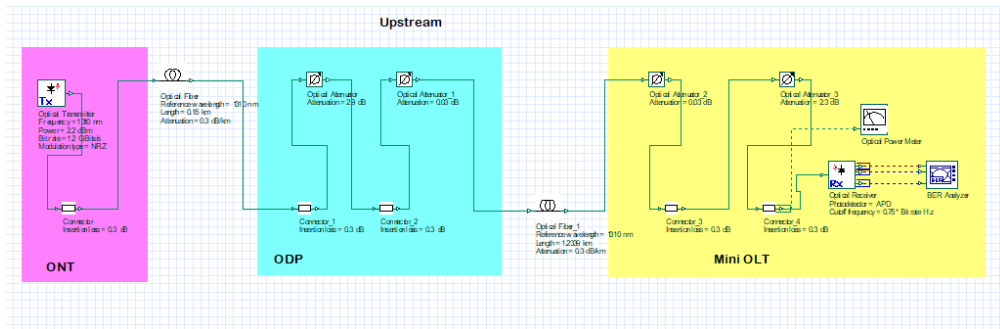 Upstream
Tx
Optical Transmitter
Frequency = 1310 nm
Power = 2.2 dBm
Bit rate = 1.2 GBits/s
Modulation type = NRZ
Connector
Insertion loss = 0.3 dB
ONT
Optical Fiber
Reference wavelength = 1310 nm
Length = 0.15 km
Attenuation = 0.3 dB/km
Optical Attenuator
Attenuation = 2.9 dB
Optical Attenuator_1
Attenuation = 0.03 dB
Connector_1
Insertion loss = 0.3 dB
Connector_2
Insertion loss = 0.3 dB
ODP
Optical Fiber_1
Reference wavelength = 1310 nm
Length = 1.2339 km
Attenuation = 0.3 dB/km
Optical Attenuator_2
Attenuation = 0.03 dB
Optical Attenuator_3
Attenuation = 2.3 dB
Optical Power Meter
Rx
Optical Receiver
Photodetector = APD
Cutoff frequency = 0.75 * Bit rate Hz
BER
BER Analyzer
Connector_3
Insertion loss = 0.3 dB
Connector_4
Insertion loss = 0.3 dB
Mini OLT